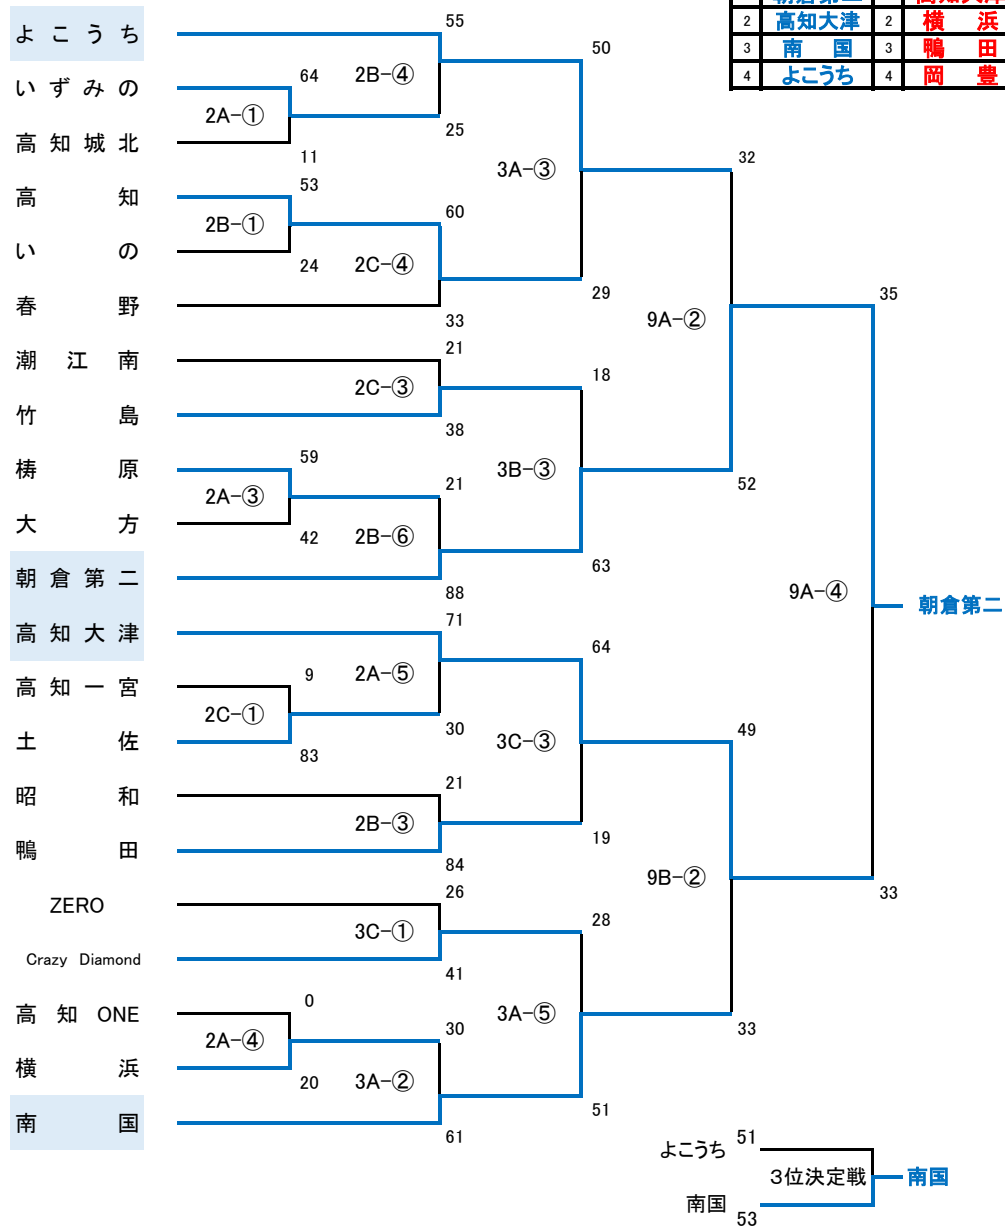 2 高知大津 2 横 浜
3 南 国 3 鴨 田
4 よこうち 4 岡 豊
55
よこうち
50
64 2B-④
いずみの
2A-①
25
高知城北
11
3A-③
32
53
高 知
60
2B-①
い の
24 2C-④
29
35
春 野
33
9A-②
21
潮 江 南
18
2C-③
竹 島
38
59
3B-③
梼 原
21
52
2A-③
大 方
42 2B-⑥
63
朝倉第二
88
9A-④
朝倉第二
71
高知大津
64
9 2A-⑤
高知一宮
2C-①
30
49
土 佐
83
3C-③
21
昭 和
2B-③
19
鴨 田
84
9B-②
26
33
ZERO
28
3C-①
Crazy Diamond
41
0
3A-⑤
高 知 ONE
30
33
2A-④
横 浜
20 3A-②
51
南 国
61
よこうち 51
3位決定戦 南国
南国 53